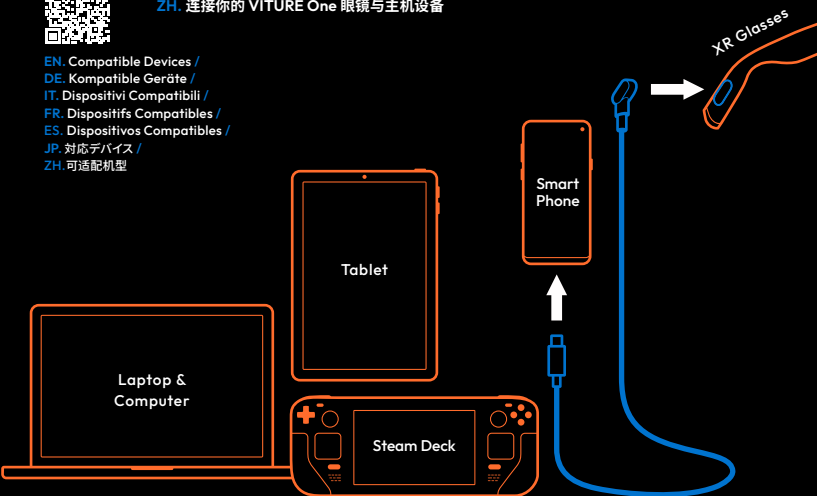 ZH. 连接你的 VITURE One 眼镜与主机设备
EN. Compatible Devices /
DE. Kompatible Geräte /
IT. Dispositivi Compatibili /
FR. Dispositifs Compatibles /
ES. Dispositivos Compatibles /
JP. 対応デバイス /
ZH.可适配机型
XR Glasses
Smart
Phone
Tablet
Laptop &
Computer
Steam Deck